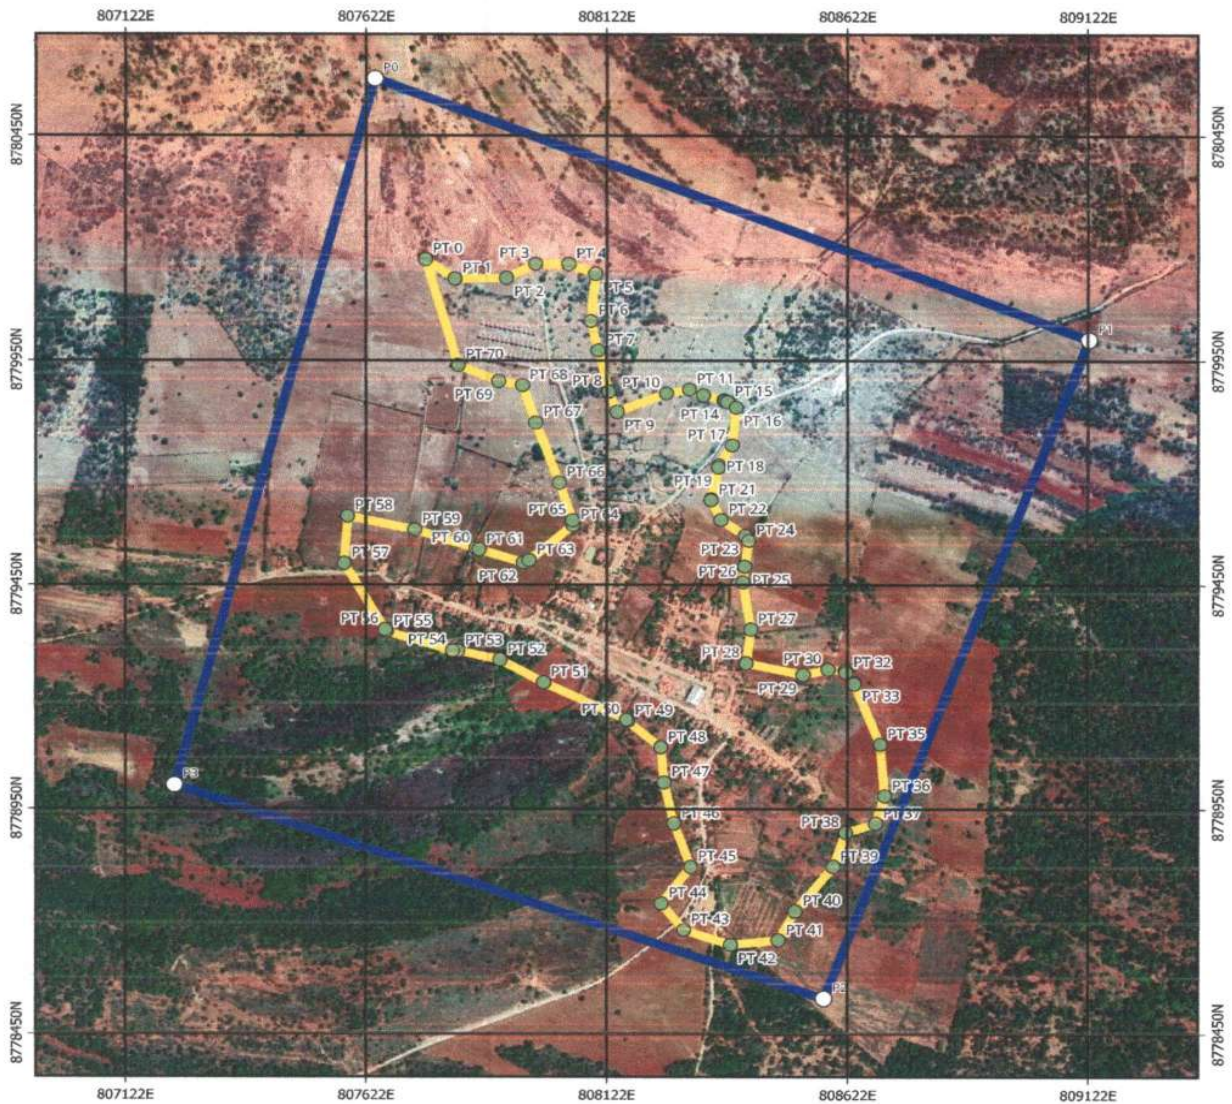 807122E 807622E 808122E 808622E 809122E
P0
8780450N 8780450N
PT 0
PT 3
PT 4
PT 1
PT 2
PT 5
PT 6
P1
PT 7
8779950N 8779950N
PT 70
PT 68
PT 8
PT 10
PT 11
PT 15
PT 69
PT 9
PT 14
PT 16
PT 67
PT 17
PT 66
PT 18
PT 19
PT 21
PT 58
PT 65
PT 64
PT 22
PT 59
PT 60
PT 61
PT 24
PT 57
PT 62
PT 63
PT 23
PT 26
PT 25
8779450N 8779450N
PT 56
PT 55
PT 27
PT 54
PT 53
PT 52
PT 28
PT 30
PT 32
PT 51
PT 29
PT 33
PT 50
PT 49
PT 48
PT 35
P3
PT 47
PT 36
8778950N 8778950N
PT 46
PT 38
PT 37
PT 45
PT 39
PT 44
PT 40
PT 43
PT 41
PT 42
P2
8778450N 8778450N
807122E 807622E 808122E 808622E 809122E